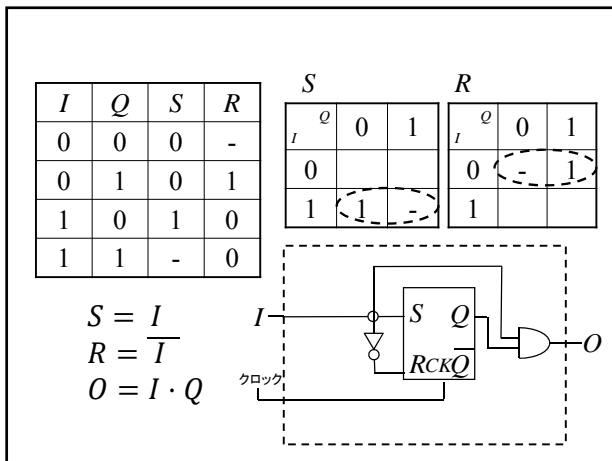 I Q S R
0 0 0 -
0 1 0 1
1 0 1 0
1 1 - 0
S
Q
I
0 1
0
1 1 -
R
Q
I
0 1
0 - 1
1
S = I
R = I̅
O = I · Q
I
S Q
R CK Q̅
O
クロック